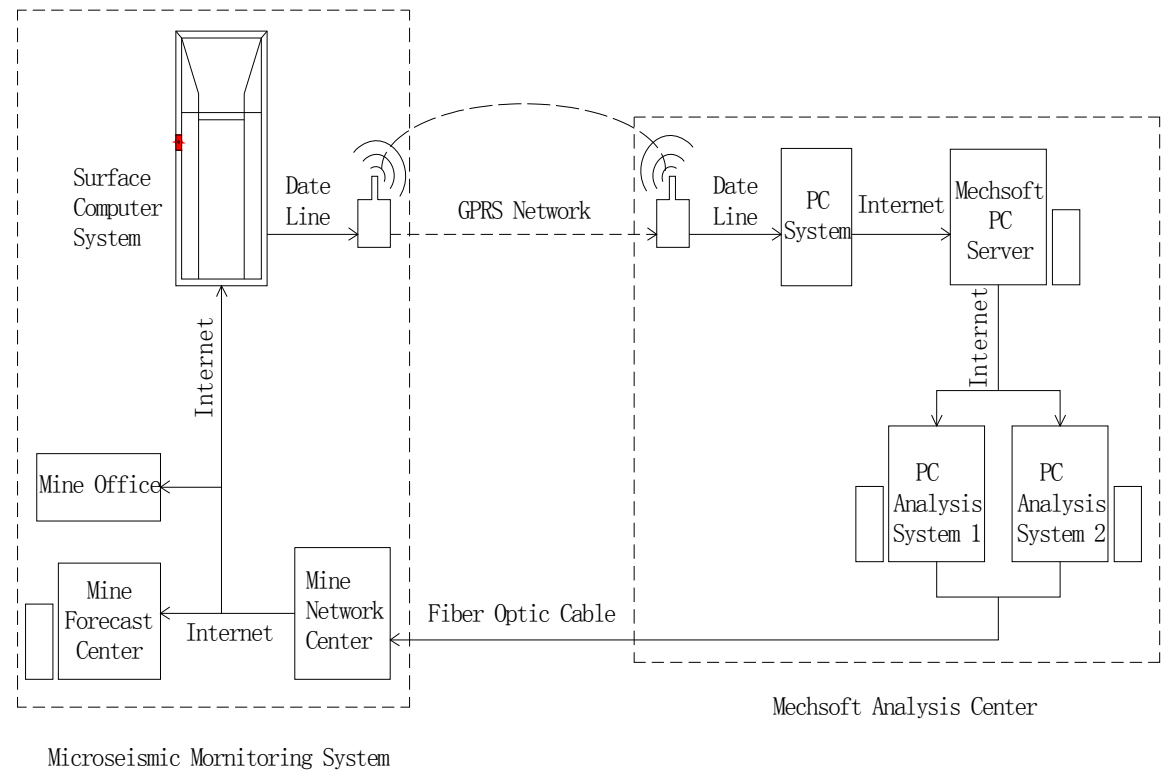 Surface
Computer
System
Date
Line
GPRS Network
Date
Line
PC
System
Internet
Mechsoft
PC
Server
Internet
Internet
Mine Office
PC
Analysis
System 1
PC
Analysis
System 2
Mine
Forecast
Center
Internet
Mine
Network
Center
Fiber Optic Cable
Mechsoft Analysis Center
Microseismic Mornitoring System